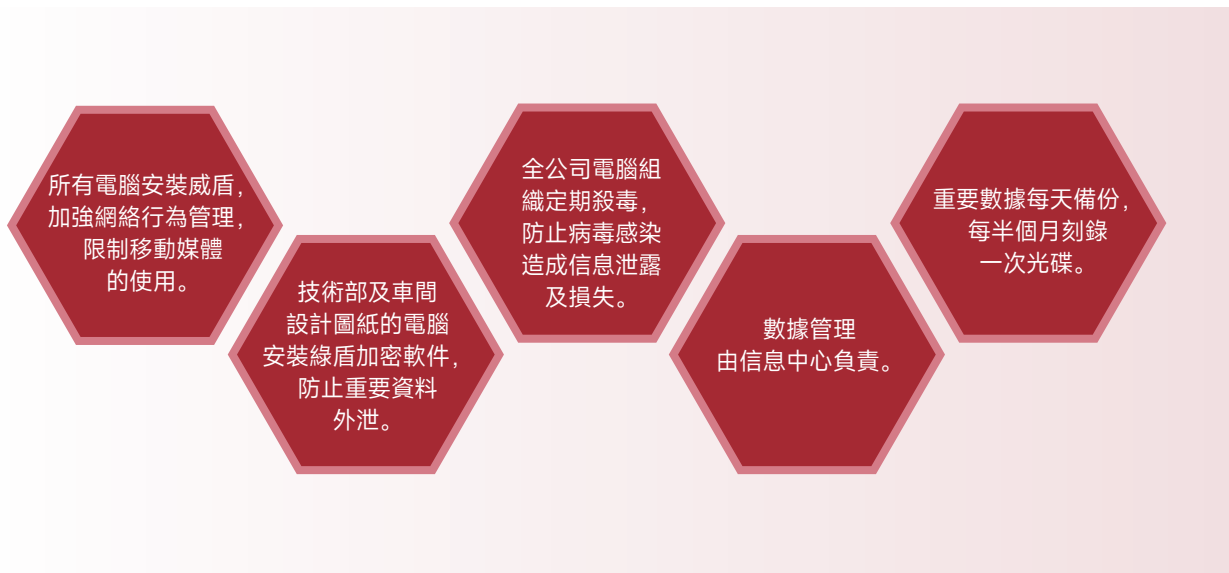 所有電腦安裝威盾，
加強網絡行為管理，
限制移動媒體
的使用。
技術部及車間
設計圖紙的電腦
安裝綠盾加密軟件，
防止重要資料
外泄。
全公司電腦組
織定期殺毒，
防止病毒感染
造成信息泄露
及損失。
數據管理
由信息中心負責。
重要數據每天備份，
每半個月刻錄
一次光碟。